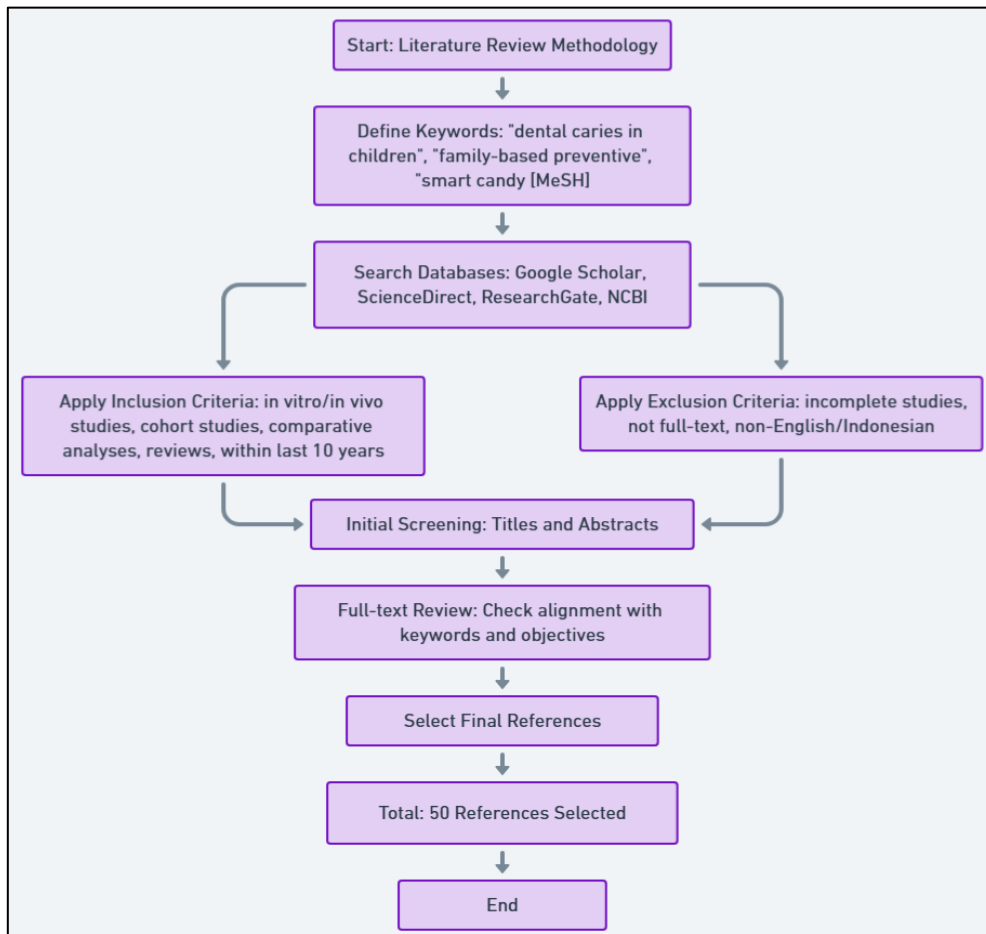 Start: Literature Review Methodology
Define Keywords: "dental caries in
children", "family-based preventive",
"smart candy [MeSH]
Search Databases: Google Scholar,
ScienceDirect, ResearchGate, NCBI
Apply Inclusion Criteria: in vitro/in vivo
studies, cohort studies, comparative
analyses, reviews, within last 10 years
Apply Exclusion Criteria: incomplete studies,
not full-text, non-English/Indonesian
Initial Screening: Titles and Abstracts
Full-text Review: Check alignment with
keywords and objectives
Select Final References
Total: 50 References Selected
End